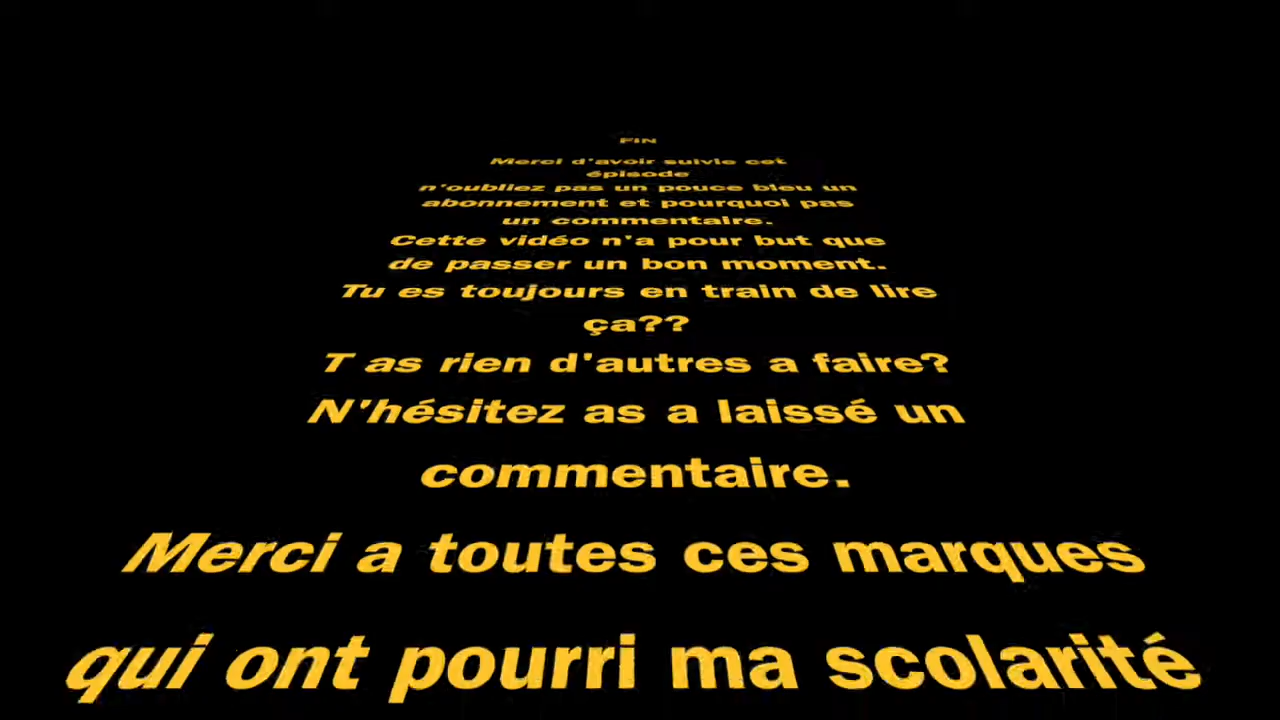 FIN
Merci d'avoir suivie cet
épisode
n'oubliez pas un pouce bleu un
abonnement et pourquoi pas
un commentaire.
Cette vidéo n'a pour but que
de passer un bon moment.
Tu es toujours en train de lire
ça??
T as rien d'autres a faire?
N'hésitez as a laissé un
commentaire.
Merci a toutes ces marques
qui ont pourri ma scolarité